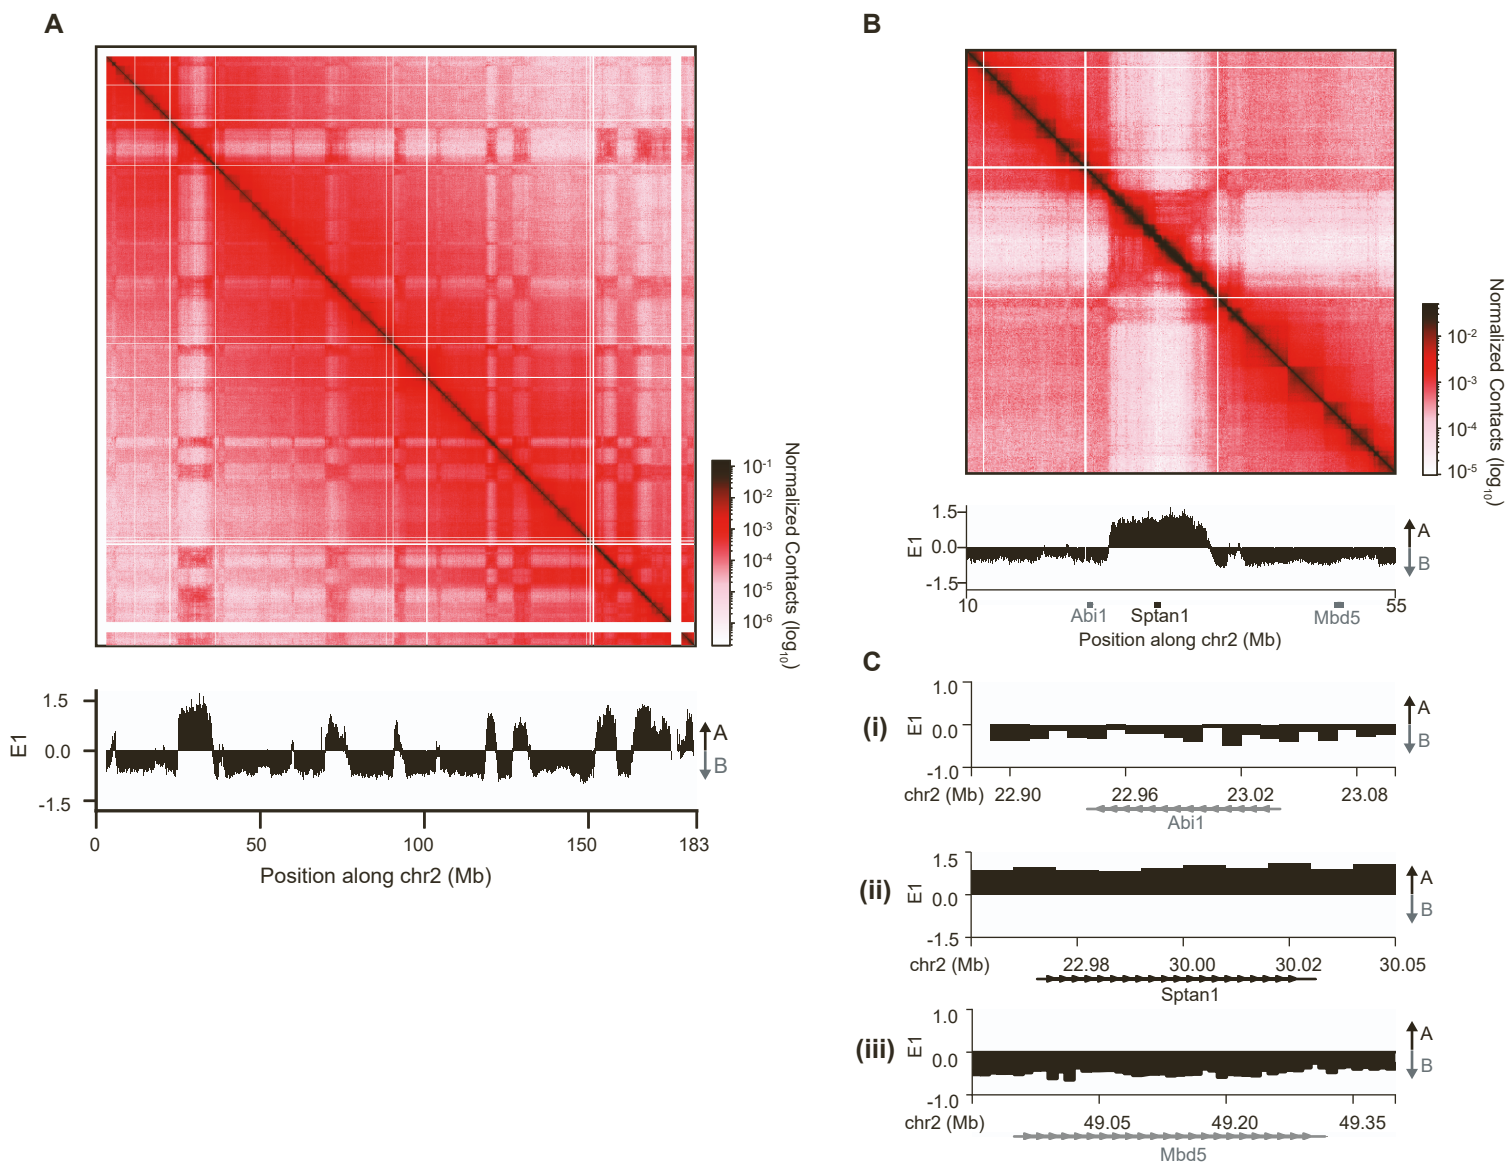 A
10-1
10-2
10-3
10-4
10-5
10-6
Normalized Contacts (log10)
E1
1.5
0.0
-1.5
A
B
0
50
100
150
183
Position along chr2 (Mb)
B
10-2
10-3
10-4
10-5
Normalized Contacts (log10)
E1
1.5
0.0
-1.5
A
B
10
55
Abi1
Sptan1
Mbd5
Position along chr2 (Mb)
C
(i)
E1
1.0
0.0
-1.0
A
B
chr2 (Mb) 22.90 22.96 23.02 23.08
Abi1
(ii)
E1
1.5
0.0
-1.5
A
B
chr2 (Mb) 22.98 30.00 30.02 30.05
Sptan1
(iii)
E1
1.0
0.0
-1.0
A
B
chr2 (Mb) 49.05 49.20 49.35
Mbd5